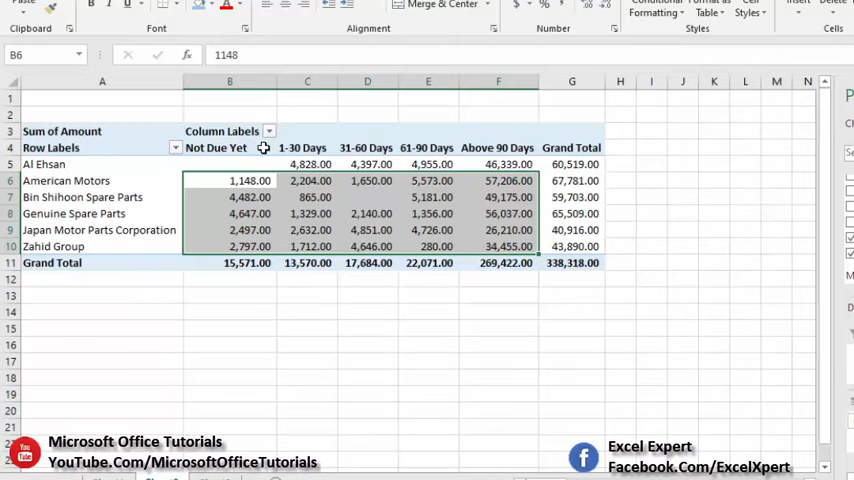 Paste
B I U
Merge & Center
$ %
Conditional Format as Cell
Formatting Table Styles
Insert Delete
Clipboard Font Alignment Number Styles Cells
B6 fx 1148
A B C D E F G H I J K L M N
1
2
3 Sum of Amount Column Labels
4 Row Labels Not Due Yet 1-30 Days 31-60 Days 61-90 Days Above 90 Days Grand Total
5 Al Ehsan 4,828.00 4,397.00 4,955.00 46,339.00 60,519.00
6 American Motors 1,148.00 2,204.00 1,650.00 5,573.00 57,206.00 67,781.00
7 Bin Shihoon Spare Parts 4,482.00 865.00 5,181.00 49,175.00 59,703.00
8 Genuine Spare Parts 4,647.00 1,329.00 2,140.00 1,356.00 56,037.00 65,509.00
9 Japan Motor Parts Corporation 2,497.00 2,632.00 4,851.00 4,726.00 26,210.00 40,916.00
10 Zahid Group 2,797.00 1,712.00 4,646.00 280.00 34,455.00 43,890.00
11 Grand Total 15,571.00 13,570.00 17,684.00 22,071.00 269,422.00 338,318.00
12
13
14
15
16
17
18
19
20
21
Microsoft Office Tutorials
YouTube.Com/MicrosoftOfficeTutorials
You Tube
Excel Expert
Facebook.Com/ExcelXpert